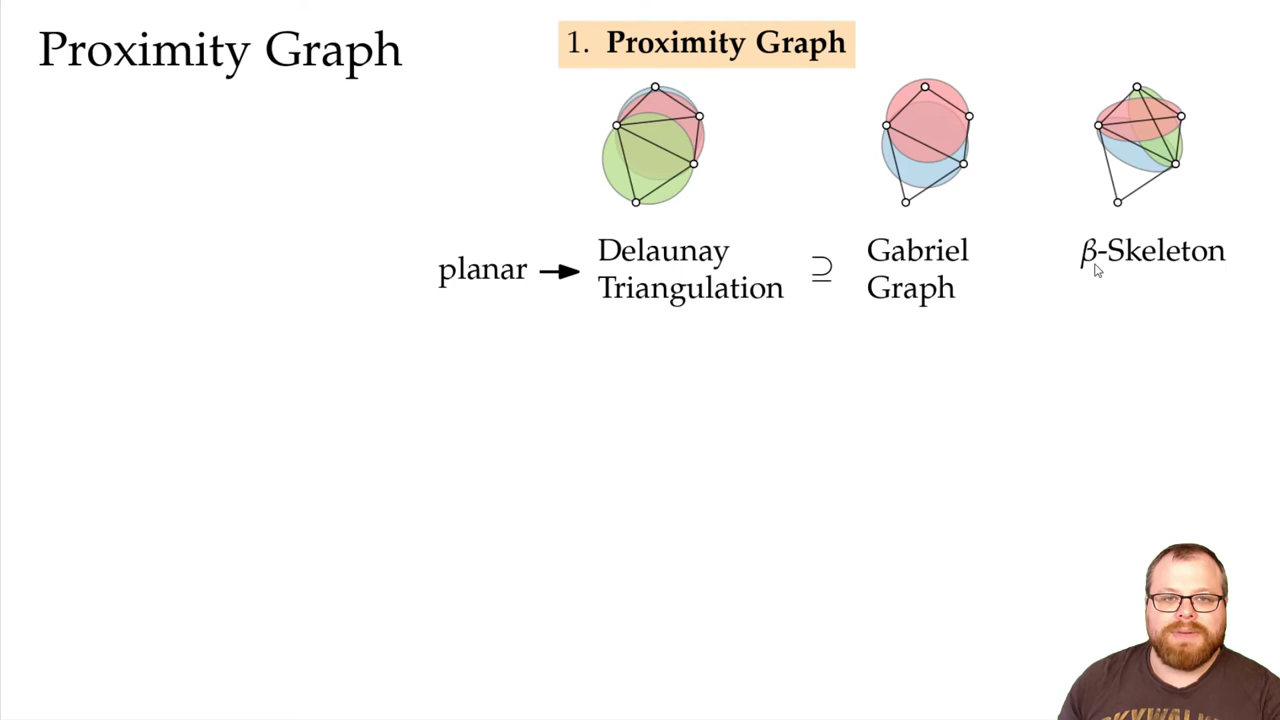 Proximity Graph
1. Proximity Graph
planar
Delaunay
Triangulation
⊇
Gabriel
Graph
β-Skeleton